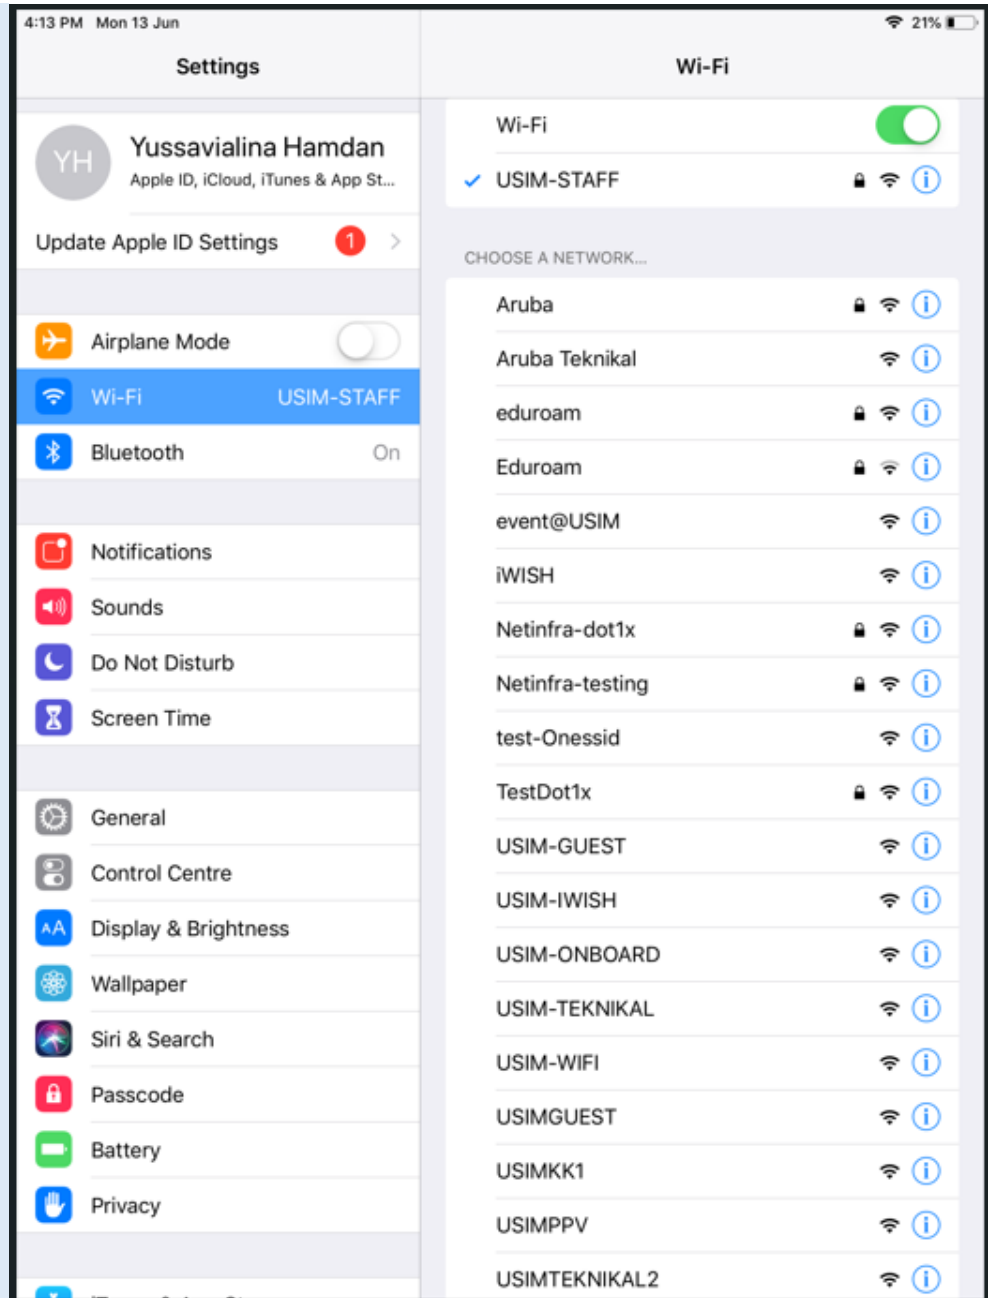 4:13 PM Mon 13 Jun
21%
Settings
Wi-Fi
YH
Yussavialina Hamdan
Apple ID, iCloud, iTunes & App St...
Update Apple ID Settings
1
Airplane Mode
Wi-Fi USIM-STAFF
Bluetooth On
Notifications
Sounds
Do Not Disturb
Screen Time
General
Control Centre
AA Display & Brightness
Wallpaper
Siri & Search
Passcode
Battery
Privacy
Wi-Fi
USIM-STAFF
CHOOSE A NETWORK...
Aruba
Aruba Teknikal
eduroam
Eduroam
event@USIM
iWISH
Netinfra-dot1x
Netinfra-testing
test-Onessid
TestDot1x
USIM-GUEST
USIM-IWISH
USIM-ONBOARD
USIM-TEKNIKAL
USIM-WIFI
USIMGUEST
USIMKK1
USIMPPV
USIMTEKNIKAL2